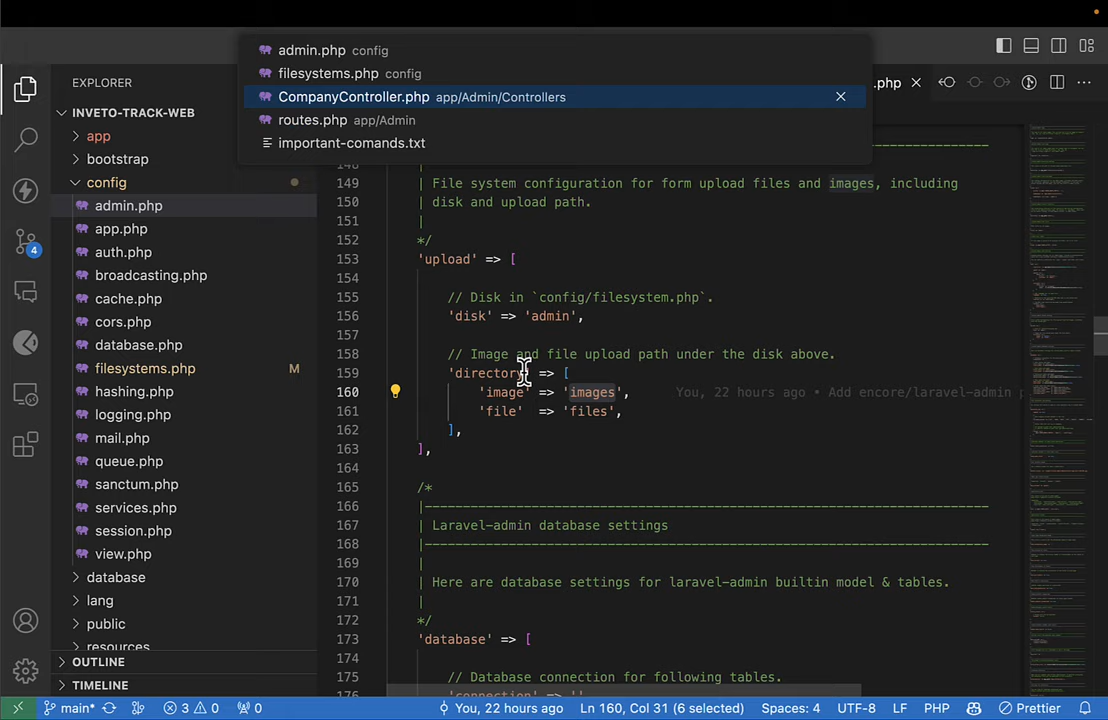 admin.php config
filesystems.php config
CompanyController.php app/Admin/Controllers
routes.php app/Admin
important-comands.txt
.php
EXPLORER
INVETO-TRACK-WEB
app
bootstrap
config
admin.php
app.php
auth.php
broadcasting.php
cache.php
cors.php
database.php
filesystems.php M
hashing.php
logging.php
mail.php
queue.php
sanctum.php
services.php
session.php
view.php
database
lang
public
resources
OUTLINE
TIMELINE
4
148 |
149 | File system configuration for form upload files and images, including
150 | disk and upload path.
151 |
152 */
153 'upload' => [
154
155 // Disk in `config/filesystem.php`.
156 'disk' => 'admin',
157
158 // Image and file upload path under the disk above.
159 'directory' => [
160 'image' => 'images', You, 22 hours ago • Add encore/laravel-admin
161 'file' => 'files',
162 ],
163 ],
164
165 /*
166 |--------------------------------------------------------------------------
167 | Laravel-admin database settings
168 |--------------------------------------------------------------------------
169 |
170 | Here are database settings for laravel-admin builtin model & tables.
171 |
172 */
173 'database' => [
174
175 // Database connection for following tables.
176 'connection' => ''
main* 3 0 0 You, 22 hours ago Ln 160, Col 31 (6 selected) Spaces: 4 UTF-8 LF PHP Prettier